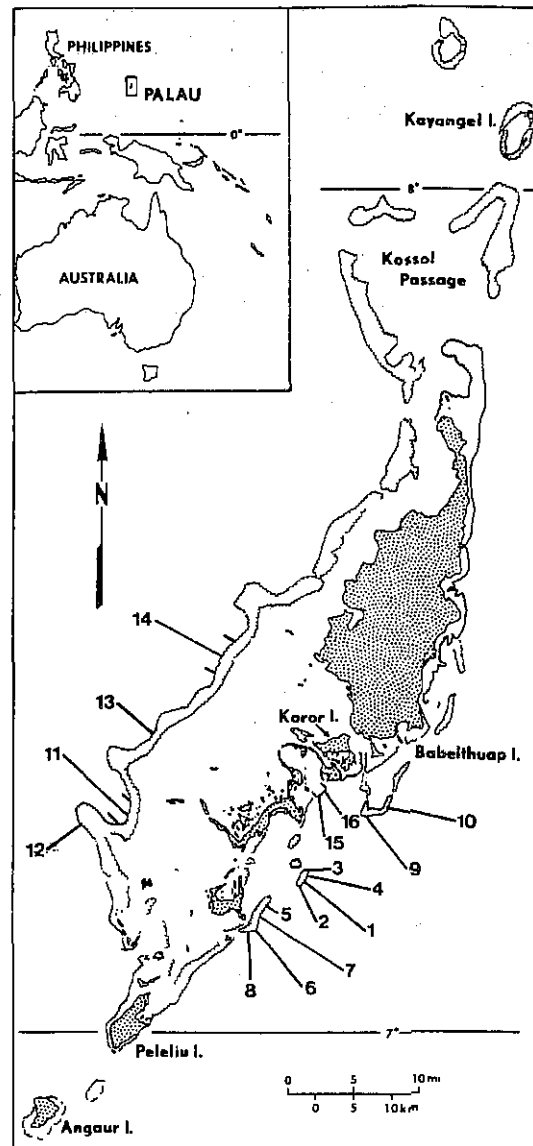 PHILIPPINES
PALAU
0°
AUSTRALIA
Kayangel I.
8°
Kossol
Passage
N
14
13
11
12
Koror I.
Babelthuap I.
16
15
10
9
3
4
2
1
5
7
8
6
7°
Peleliu I.
Angaur I.
0 5 10mi
0 5 10km